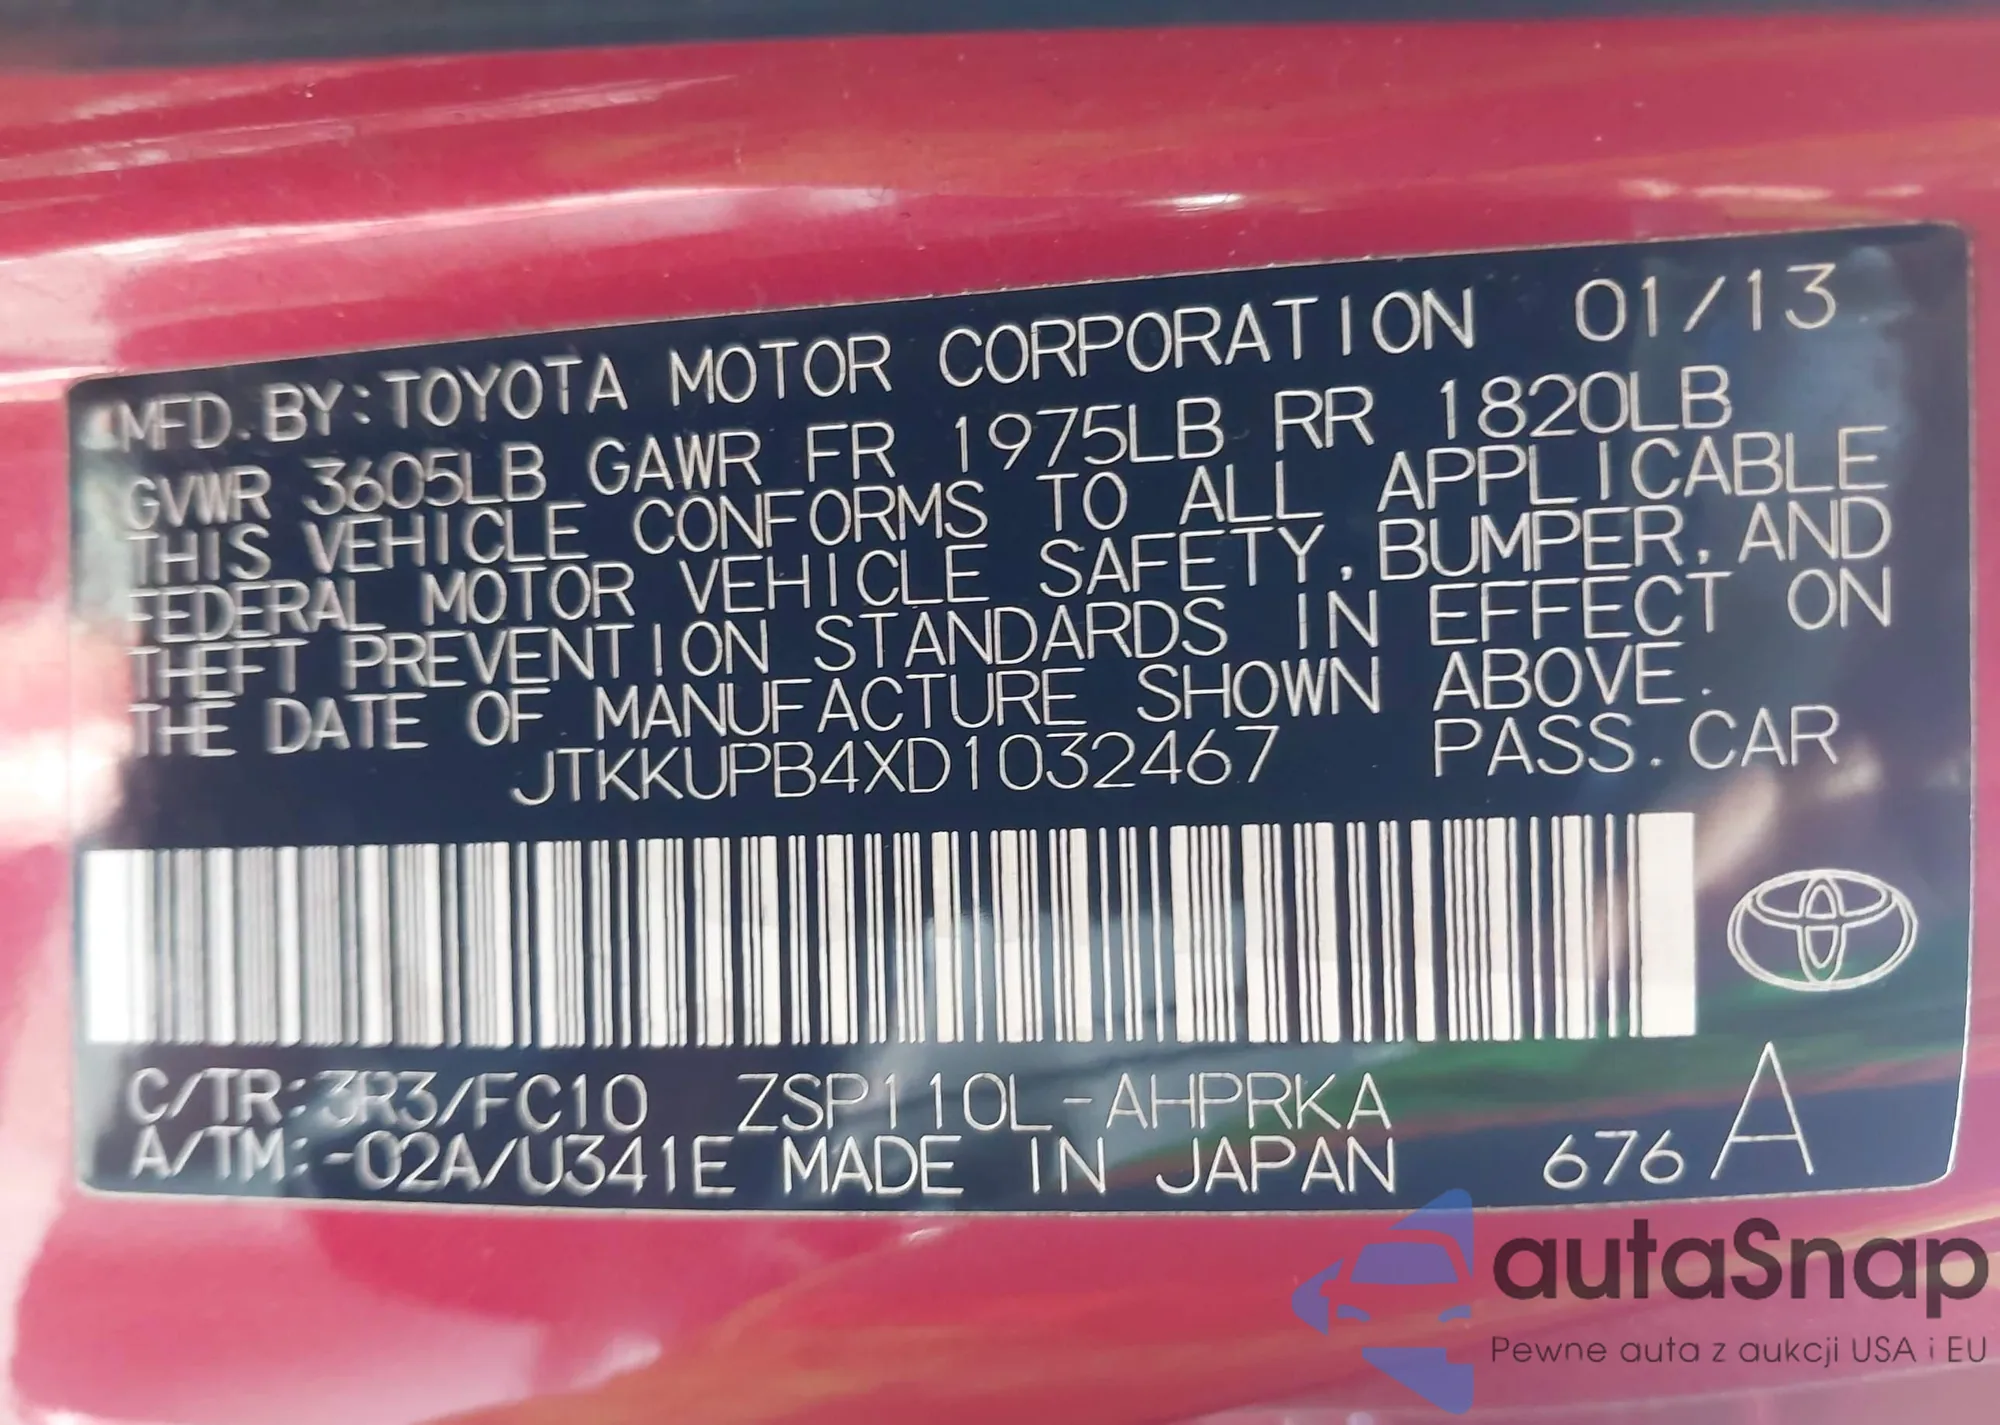 MFD. BY: TOYOTA MOTOR CORPORATION 01/13
GVWR 3605LB GAWR FR 1975LB RR 1820LB
THIS VEHICLE CONFORMS TO ALL APPLICABLE
FEDERAL MOTOR VEHICLE SAFETY, BUMPER, AND
THEFT PREVENTION STANDARDS IN EFFECT ON
THE DATE OF MANUFACTURE SHOWN ABOVE.
JTKKUPB4XD1032467 PASS. CAR
C/TR: 3R3/FC10 ZSP110L-AHPRKA
A/TM: -02A/U341E MADE IN JAPAN 676 A
autaSnap
Pewne auta z aukcji USA i EU